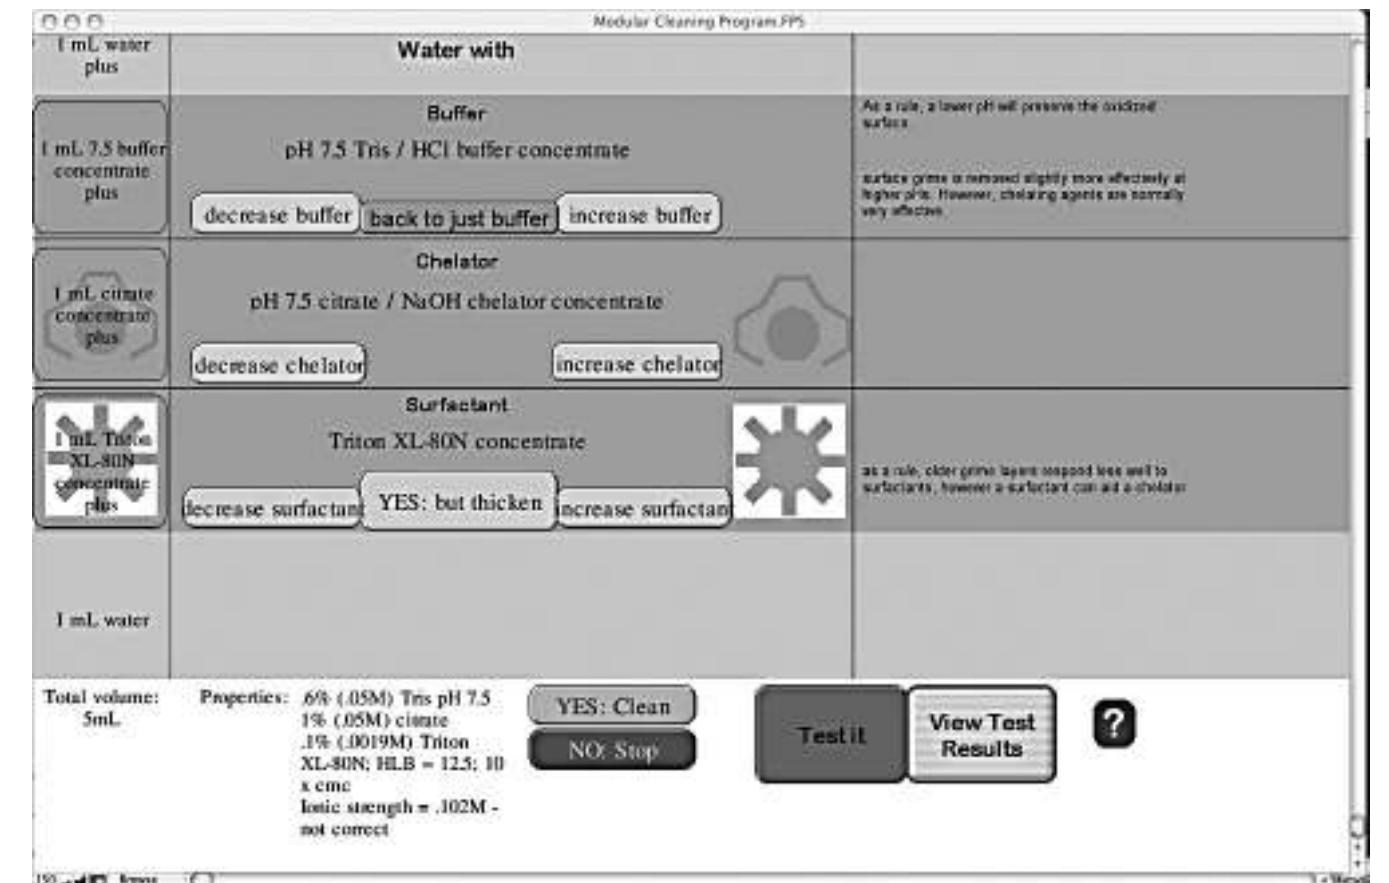 Modular Cleaning Program.FP5
1 mL water
plus
Water with
1 mL 7.5 buffer
concentrate
plus
Buffer
pH 7.5 Tris / HCl buffer concentrate
decrease buffer
back to just buffer
increase buffer
As a rule, a lower pH will preserve the oxidized
surface.
surface grime is removed slightly more effectively at
higher pHs. However, chelating agents are normally
very effective
1 mL citrate
concentrate
plus
Chelator
pH 7.5 citrate / NaOH chelator concentrate
decrease chelator
increase chelator
1 mL Triton
XL-80N
concentrate
plus
Surfactant
Triton XL-80N concentrate
decrease surfactant
YES: but thicken
increase surfactan
as a rule, older grime layers respond less well to
surfactants, however a surfactant can aid a chelator
1 mL water
Total volume:
5mL
Properties:
.6% (.05M) Tris pH 7.5
1% (.05M) citrate
.1% (.0019M) Triton
XL-80N; HLB = 12.5; 10
x cmc
Ionic strength = .102M -
not correct
YES: Clean
NO: Stop
Test it
View Test
Results
?